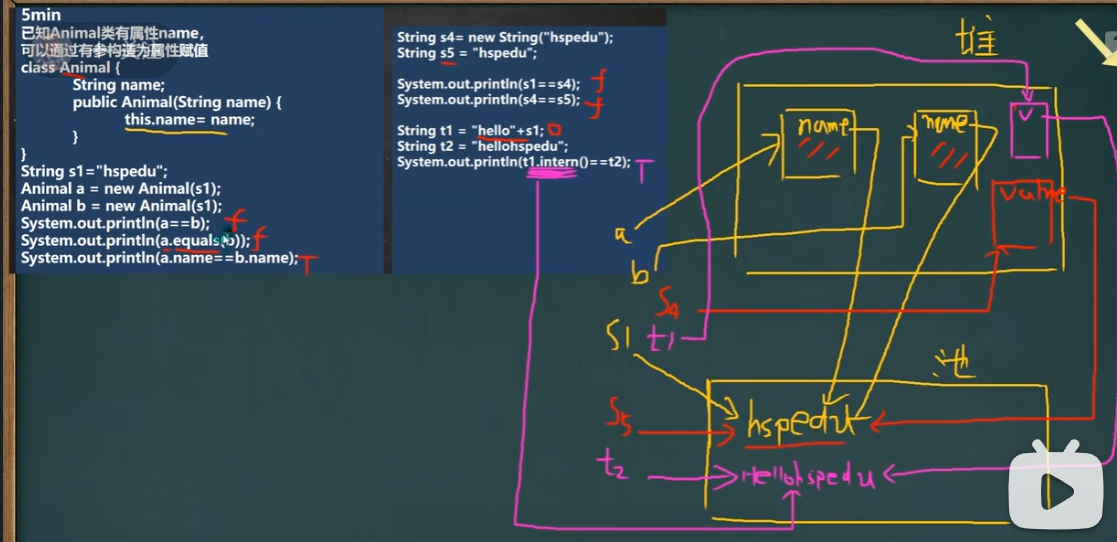 5min
已知Animal类有属性name，
可以通过有参构造为属性赋值
class Animal {
String name;
public Animal(String name) {
this.name= name;
}
}
String s1="hspedu";
Animal a = new Animal(s1);
Animal b = new Animal(s1);
System.out.println(a==b); f
System.out.println(a.equals(b)); f
System.out.println(a.name==b.name); T
String s4= new String("hspedu");
String s5 = "hspedu";
System.out.println(s1==s4); f
System.out.println(s4==s5); f
String t1 = "hello"+s1;
String t2 = "hellohspedu";
System.out.println(t1.intern()==t2); T
堆
name
name
v
value
a
b
S4
S1
t1
池
S5
hspedu
t2
Hellohspedu